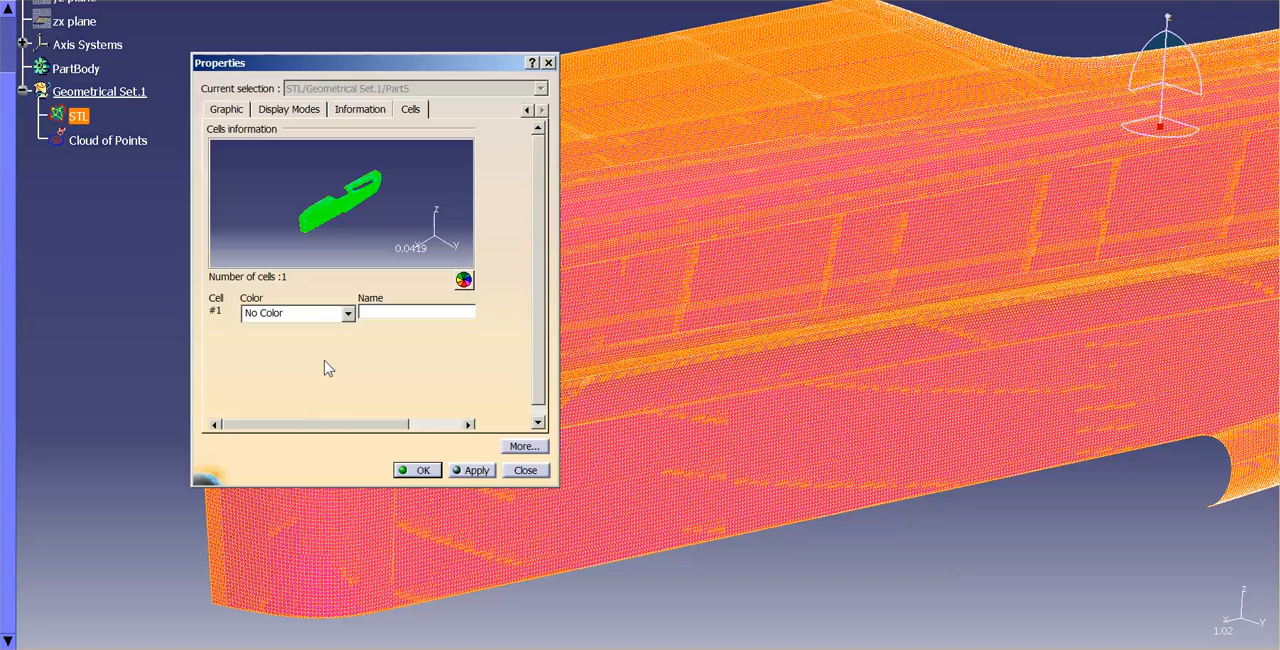 yz plane
zx plane
Axis Systems
PartBody
Geometrical Set.1
STL
Cloud of Points
Properties
?
Current selection : STL/Geometrical Set.1/Part5
Graphic Display Modes Information Cells
Cells information
z
0.0419 y
Number of cells :1
Cell Color Name
#1 No Color
More...
OK Apply Close
z
x y
1.02